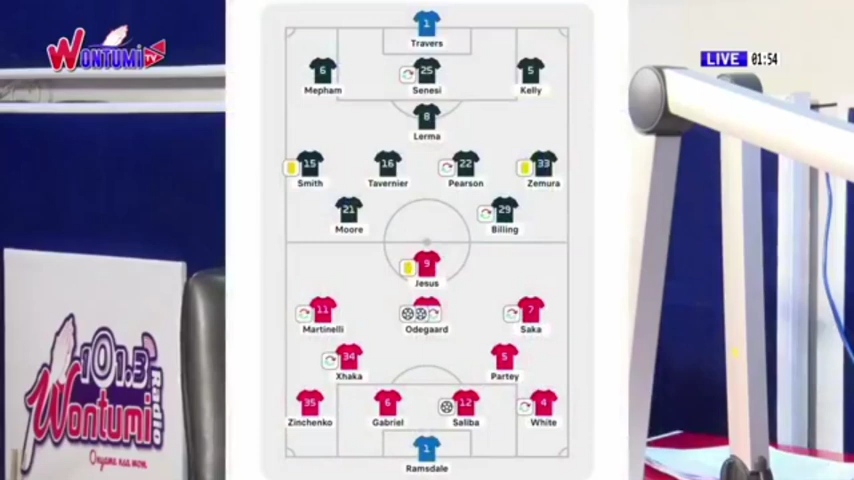 WONTUMi TV
LIVE 01:54
1
Travers
6 25 5
Mepham Senesi Kelly
8
Lerma
15 16 22 33
Smith Tavernier Pearson Zemura
21 29
Moore Billing
9
Jesus
11 7
Martinelli Odegaard Saka
34 5
Xhaka Partey
35 6 12 4
Zinchenko Gabriel Saliba White
1
Ramsdale
101.3
Wontumi Radio